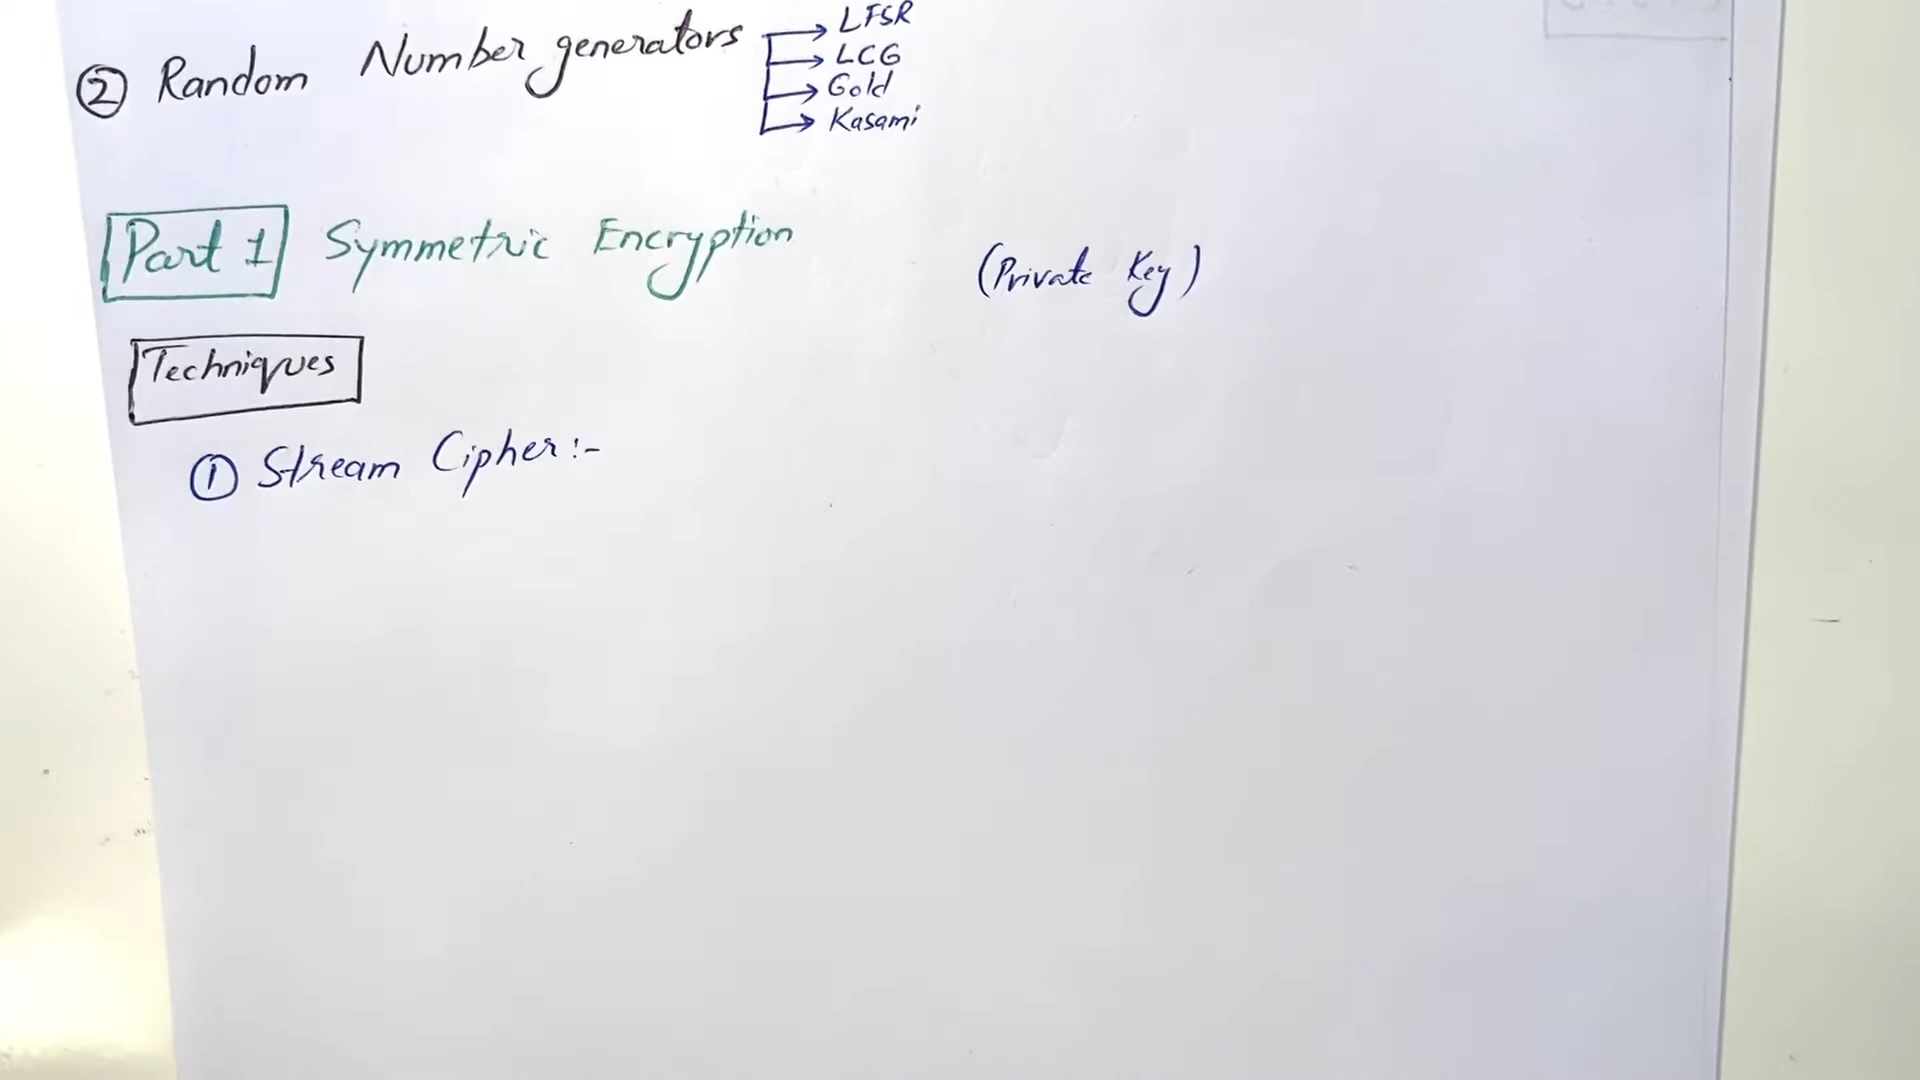 ② Random Number generators
LFSR
LCG
Gold
Kasami
Part 1 Symmetric Encryption (Private Key)
Techniques
① Stream Cipher:-